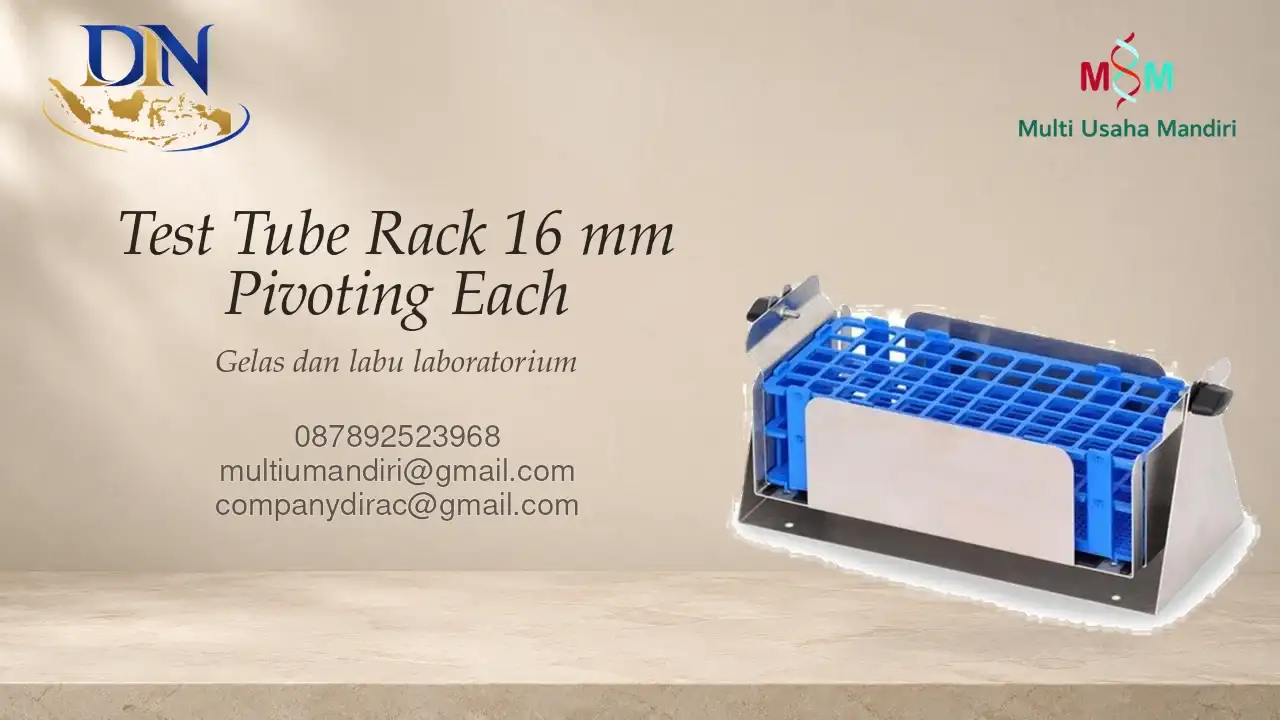 DN
MSM
Multi Usaha Mandiri
Test Tube Rack 16 mm
Pivoting Each
Gelas dan labu laboratorium
087892523968
multiumandiri@gmail.com
companydirac@gmail.com